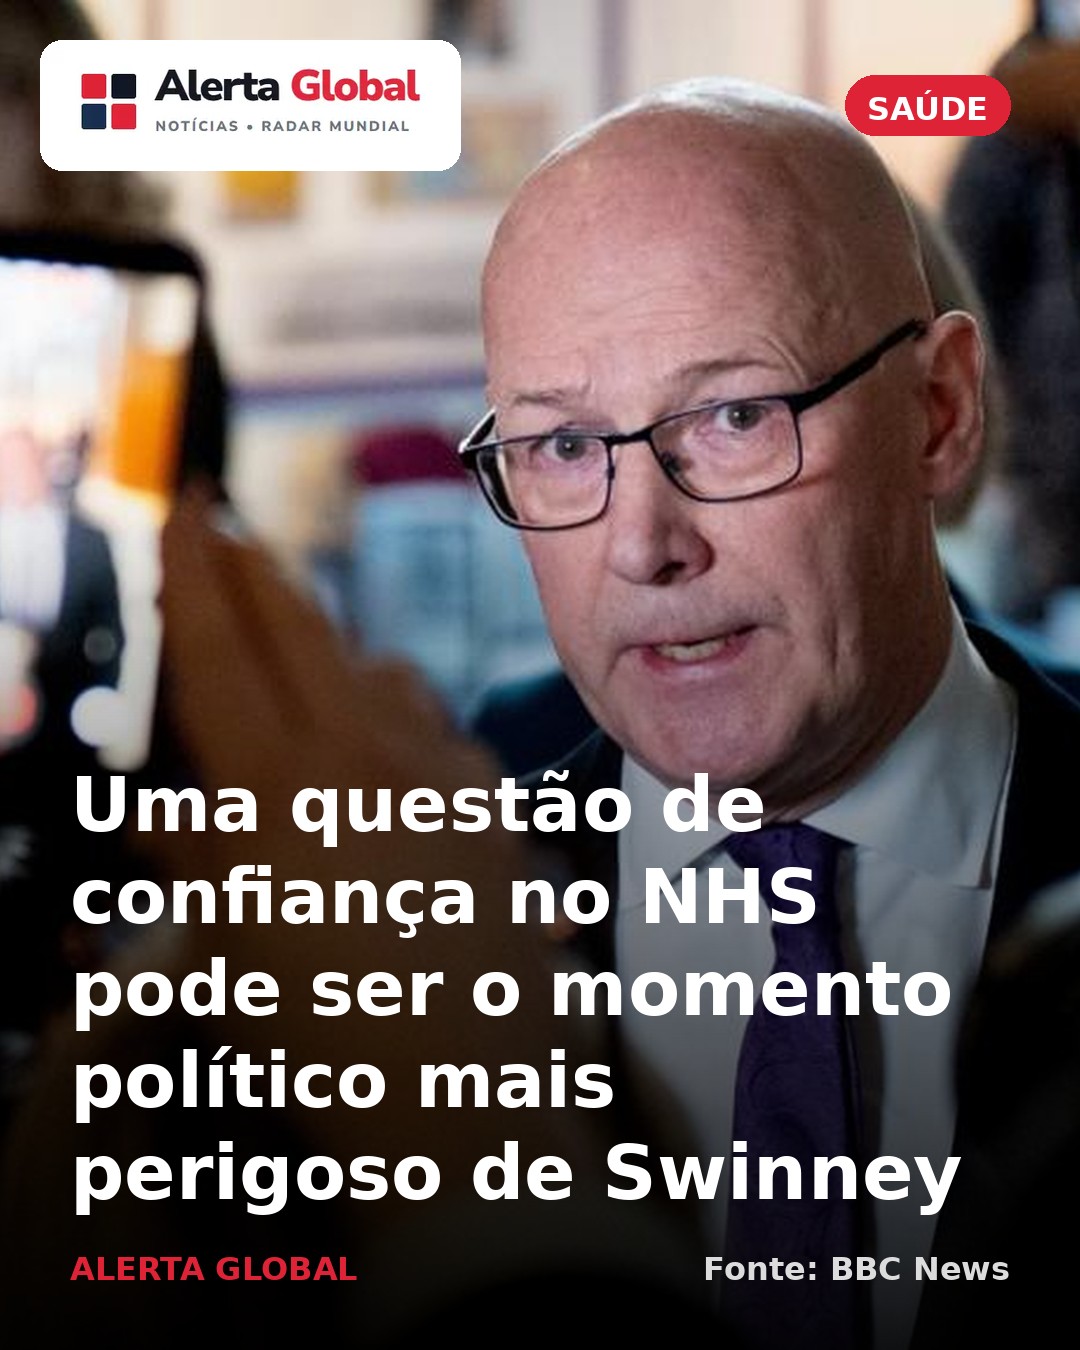 Alerta Global
NOTÍCIAS • RADAR MUNDIAL
SAÚDE
Uma questão de
confiança no NHS
pode ser o momento
político mais
perigoso de Swinney
ALERTA GLOBAL
Fonte: BBC News